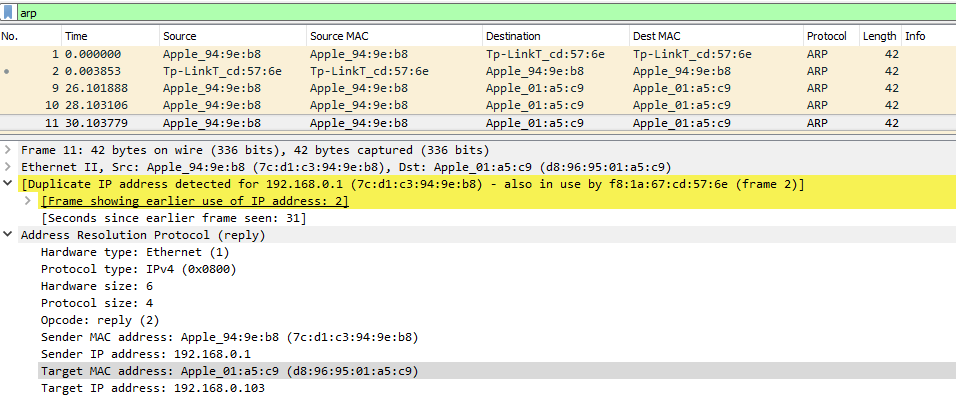 arp
No. Time Source Source MAC Destination Dest MAC Protocol Length Info
1 0.000000 Apple_94:9e:b8 Apple_94:9e:b8 Tp-LinkT_cd:57:6e Tp-LinkT_cd:57:6e ARP 42
2 0.003853 Tp-LinkT_cd:57:6e Tp-LinkT_cd:57:6e Apple_94:9e:b8 Apple_94:9e:b8 ARP 42
9 26.101888 Apple_94:9e:b8 Apple_94:9e:b8 Apple_01:a5:c9 Apple_01:a5:c9 ARP 42
10 28.103106 Apple_94:9e:b8 Apple_94:9e:b8 Apple_01:a5:c9 Apple_01:a5:c9 ARP 42
11 30.103779 Apple_94:9e:b8 Apple_94:9e:b8 Apple_01:a5:c9 Apple_01:a5:c9 ARP 42
Frame 11: 42 bytes on wire (336 bits), 42 bytes captured (336 bits)
Ethernet II, Src: Apple_94:9e:b8 (7c:d1:c3:94:9e:b8), Dst: Apple_01:a5:c9 (d8:96:95:01:a5:c9)
[Duplicate IP address detected for 192.168.0.1 (7c:d1:c3:94:9e:b8) - also in use by f8:1a:67:cd:57:6e (frame 2)]
[Frame showing earlier use of IP address: 2]
[Seconds since earlier frame seen: 31]
Address Resolution Protocol (reply)
Hardware type: Ethernet (1)
Protocol type: IPv4 (0x0800)
Hardware size: 6
Protocol size: 4
Opcode: reply (2)
Sender MAC address: Apple_94:9e:b8 (7c:d1:c3:94:9e:b8)
Sender IP address: 192.168.0.1
Target MAC address: Apple_01:a5:c9 (d8:96:95:01:a5:c9)
Target IP address: 192.168.0.103